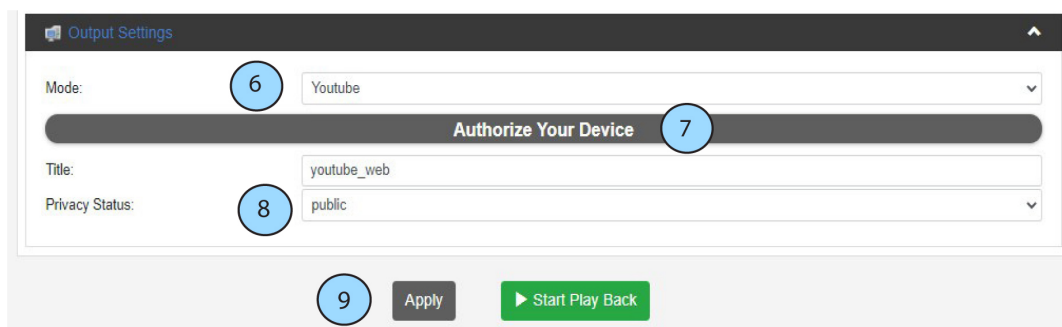 Output Settings
Mode: 6 Youtube
Authorize Your Device 7
Title: youtube_web
Privacy Status: 8 public
9 Apply Start Play Back